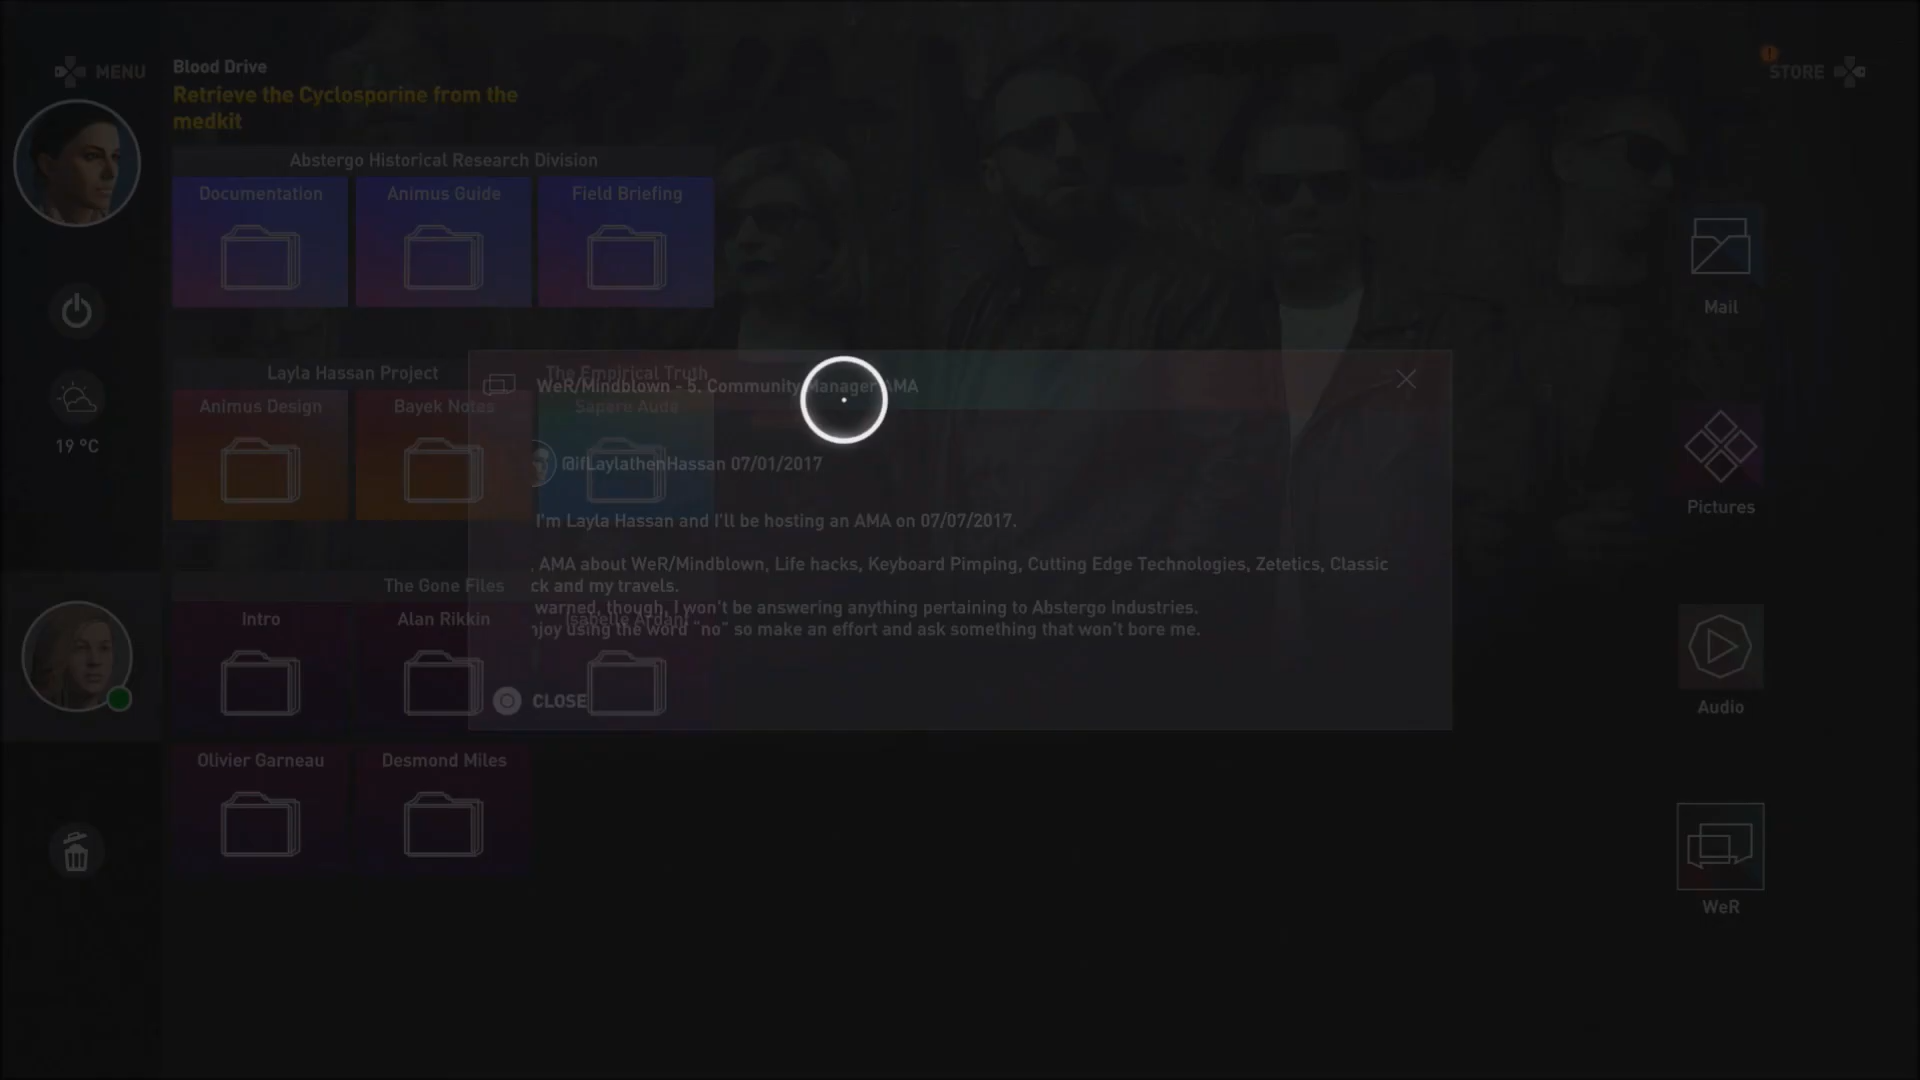 MENU
Blood Drive
Retrieve the Cyclosporine from the
medkit
STORE
Abstergo Historical Research Division
Documentation
Animus Guide
Field Briefing
Mail
Layla Hassan Project
The Empirical Truth
WeR/Mindblown - 5. Community Manager AMA
Animus Design
Bayek Notes
Sapere Aude
19 °C
@ifLaylathenHassan 07/01/2017
Pictures
I'm Layla Hassan and I'll be hosting an AMA on 07/07/2017.
, AMA about WeR/Mindblown, Life hacks, Keyboard Pimping, Cutting Edge Technologies, Zetetics, Classic
ck and my travels.
warned, though, I won't be answering anything pertaining to Abstergo Industries.
njoy using the word "no" so make an effort and ask something that won't bore me.
The Gone Files
Intro
Alan Rikkin
Isabelle Ardant
CLOSE
Audio
Olivier Garneau
Desmond Miles
WeR